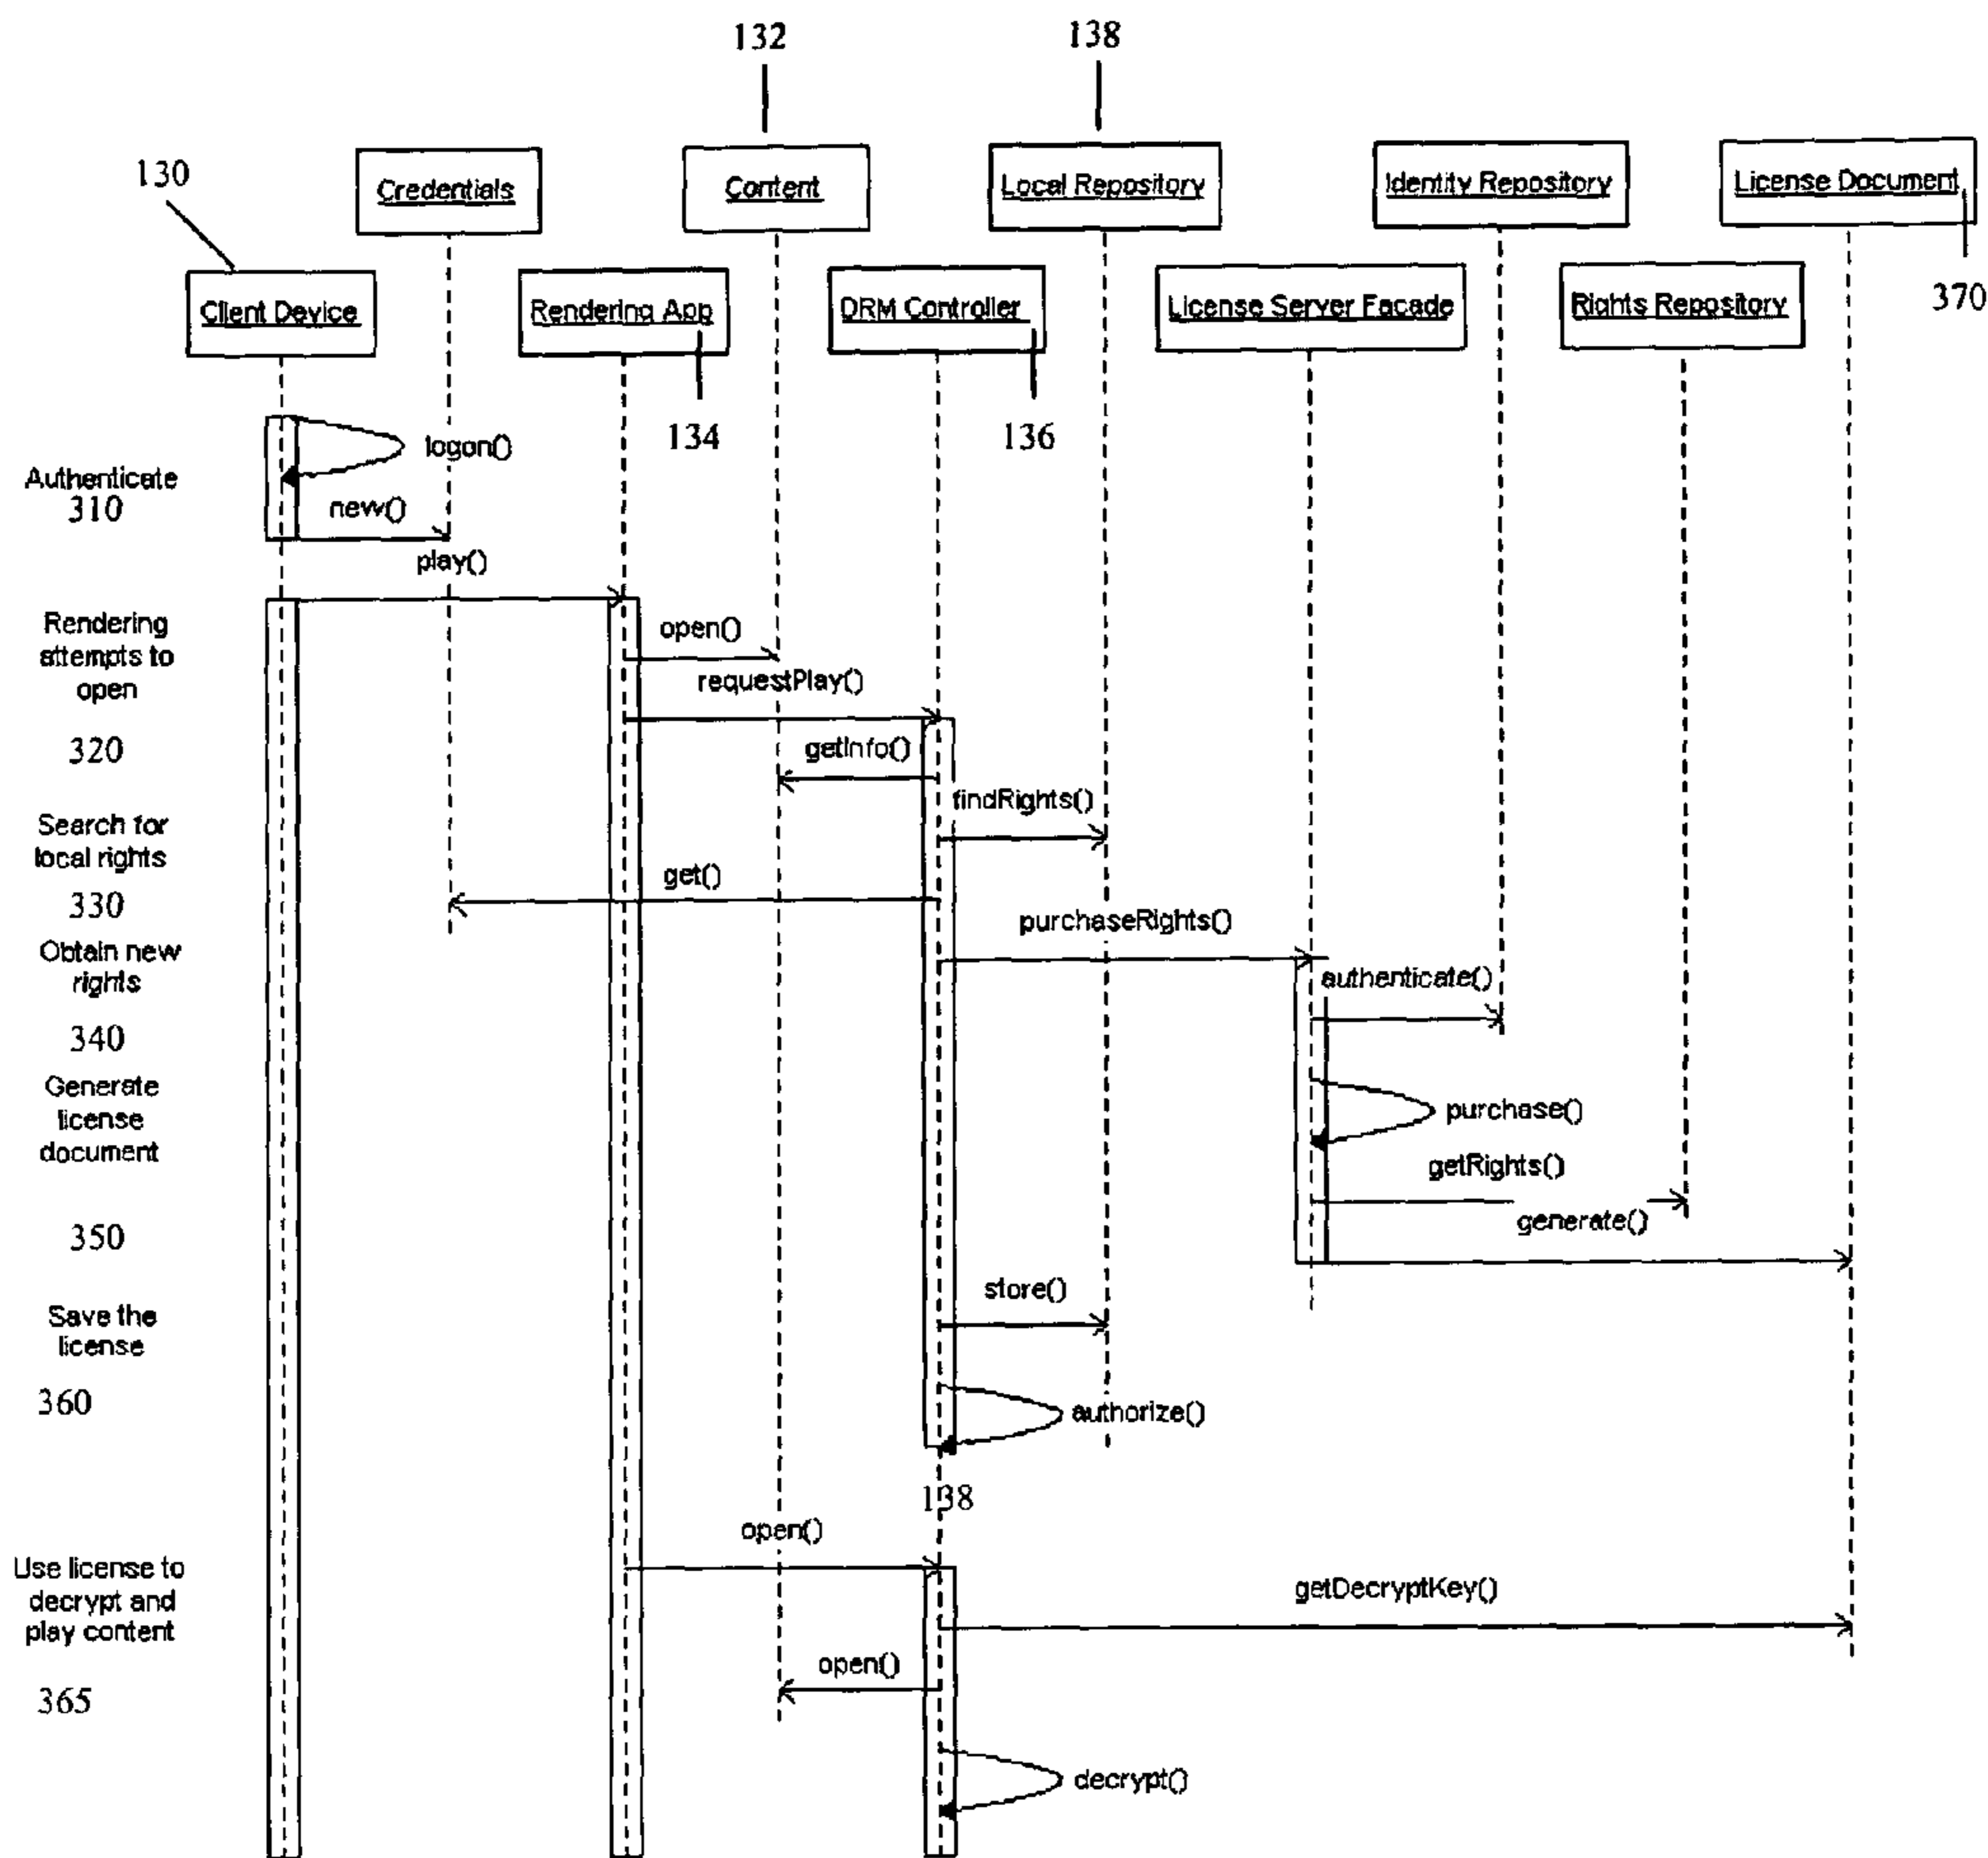 132
138
130
Credentials
Content
Local Repository
Identity Repository
License Document
370
Client Device
Rendering App
DRM Controller
License Server Facade
Rights Repository
134
136
logon()
Authenticate
310
new()
play()
Rendering
attempts to
open
320
open()
requestPlay()
getInfo()
findRights()
Search for
local rights
330
get()
purchaseRights()
Obtain new
rights
340
authenticate()
Generate
license
document
350
purchase()
getRights()
generate()
store()
Save the
license
360
authorize()
138
open()
Use license to
decrypt and
play content
365
getDecryptKey()
open()
decrypt()